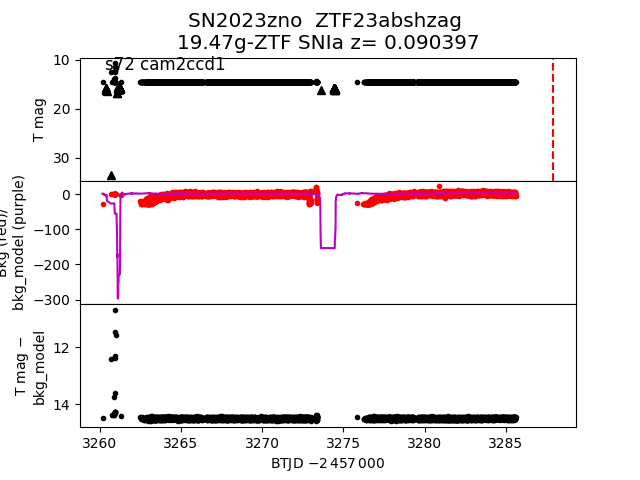 SN2023zno ZTF23abshzag
19.47g-ZTF SNIa z= 0.090397
s72 cam2ccd1
10
20
30
T mag
0
−100
−200
−300
Bkg (red)/
bkg_model (purple)
12
14
T mag −
bkg_model
3260 3265 3270 3275 3280 3285
BTJD −2 457 000